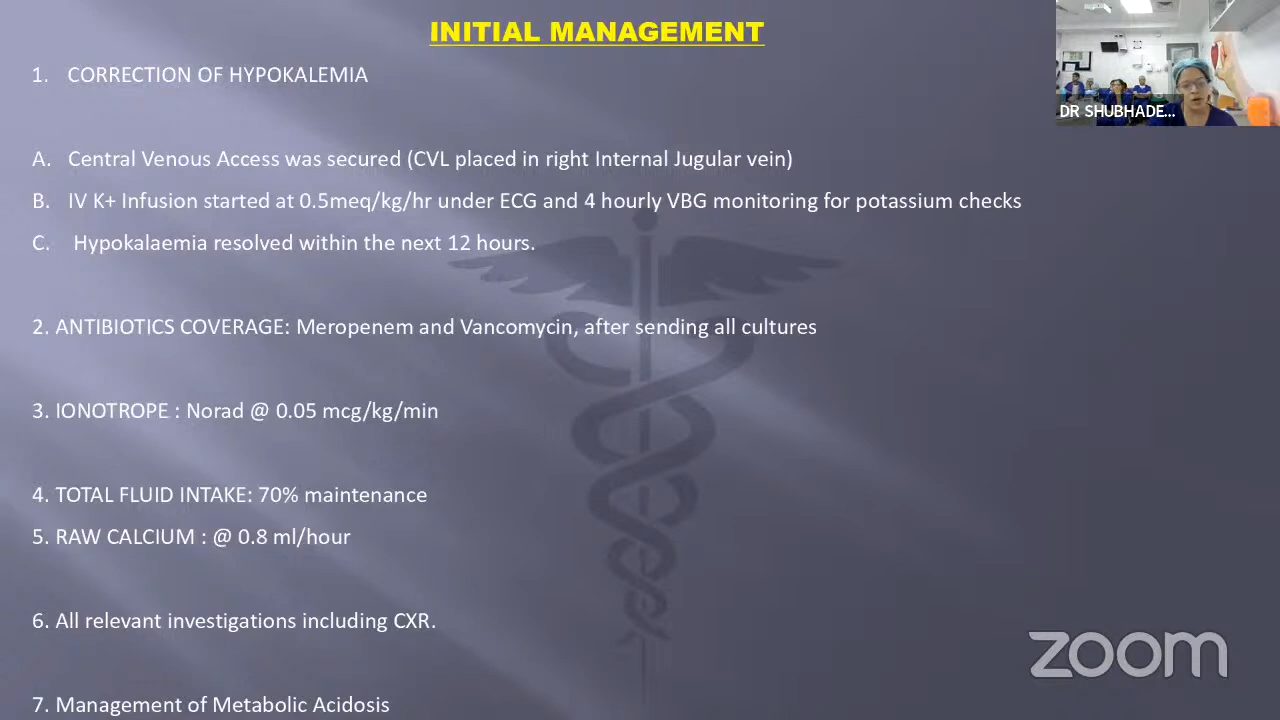 INITIAL MANAGEMENT
1. CORRECTION OF HYPOKALEMIA
DR SHUBHADE...
A. Central Venous Access was secured (CVL placed in right Internal Jugular vein)
B. IV K+ Infusion started at 0.5meq/kg/hr under ECG and 4 hourly VBG monitoring for potassium checks
C. Hypokalaemia resolved within the next 12 hours.
2. ANTIBIOTICS COVERAGE: Meropenem and Vancomycin, after sending all cultures
3. IONOTROPE : Norad @ 0.05 mcg/kg/min
4. TOTAL FLUID INTAKE: 70% maintenance
5. RAW CALCIUM : @ 0.8 ml/hour
6. All relevant investigations including CXR.
zoom
7. Management of Metabolic Acidosis